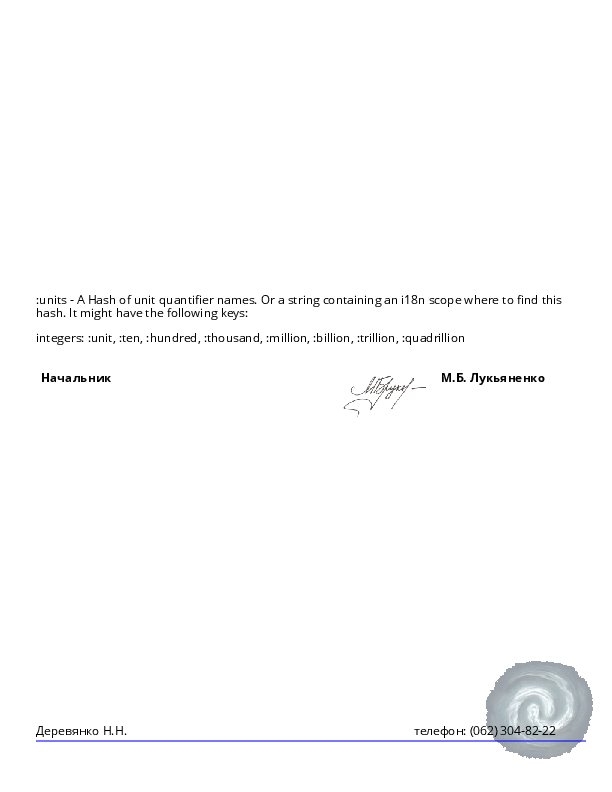 :units - A Hash of unit quantifier names. Or a string containing an i18n scope where to find this
hash. It might have the following keys:
integers: :unit, :ten, :hundred, :thousand, :million, :billion, :trillion, :quadrillion
Начальник М.Б. Лукьяненко
Деревянко Н.Н. телефон: (062) 304-82-22